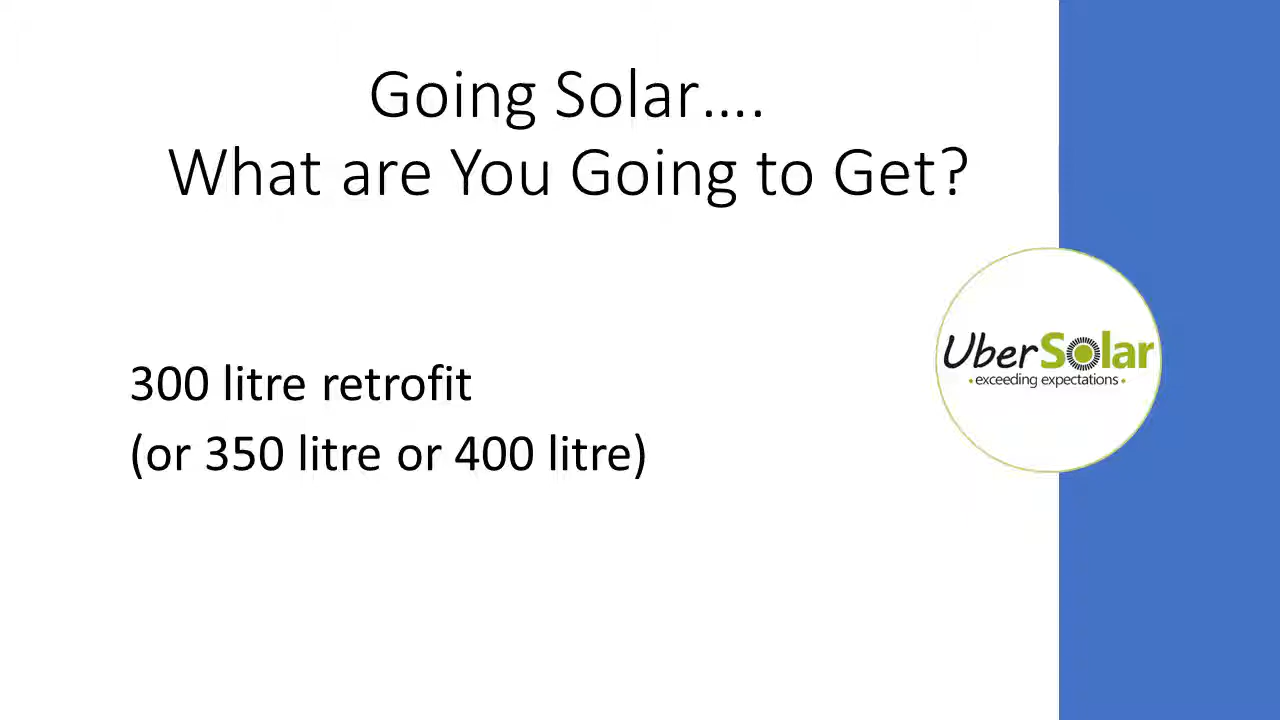 Going Solar....
What are You Going to Get?
300 litre retrofit
(or 350 litre or 400 litre)
UberSolar
•exceeding expectations•